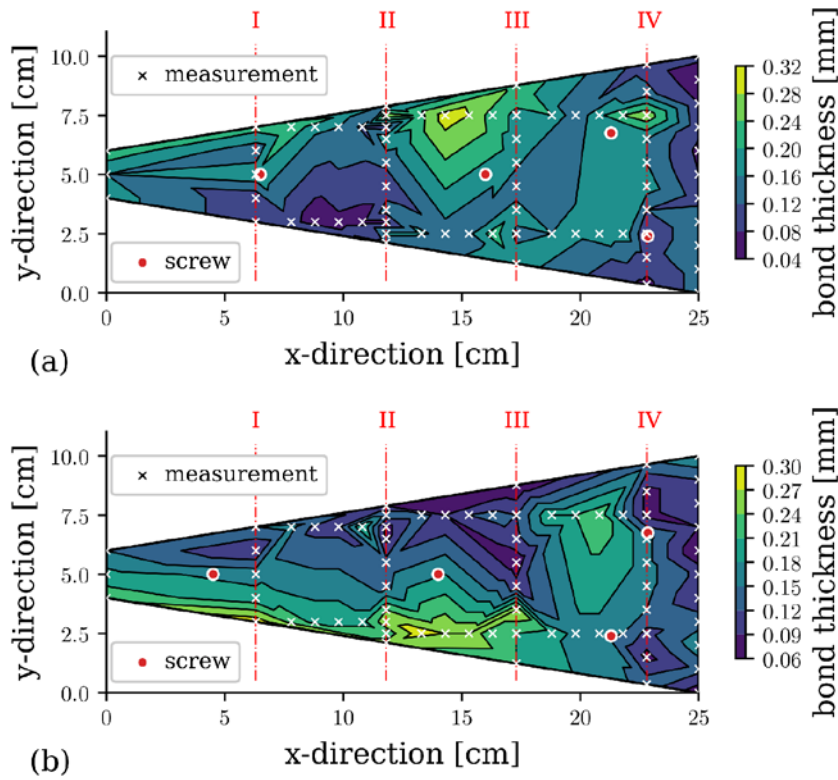 I II III IV
10.0
7.5
5.0
2.5
0.0
y-direction [cm]
× measurement
screw
0 5 10 15 20 25
x-direction [cm]
0.32
0.28
0.24
0.20
0.16
0.12
0.08
0.04
bond thickness [mm]
(a)
I II III IV
10.0
7.5
5.0
2.5
0.0
y-direction [cm]
× measurement
screw
0 5 10 15 20 25
x-direction [cm]
0.30
0.27
0.24
0.21
0.18
0.15
0.12
0.09
0.06
bond thickness [mm]
(b)